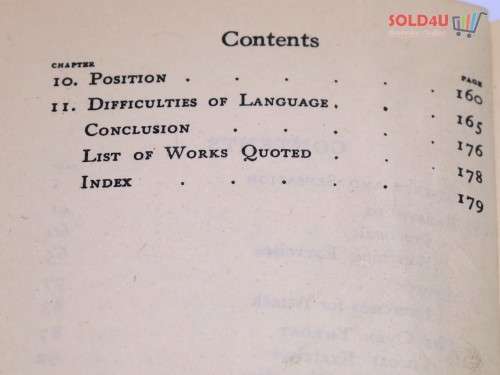 SOLD4U
Contents
CHAPTER
PAGE
10. POSITION . . . . . . 160
11. DIFFICULTIES OF LANGUAGE . . . 165
CONCLUSION . . . . . 176
LIST OF WORKS QUOTED . . . 178
INDEX . . . . . . 179